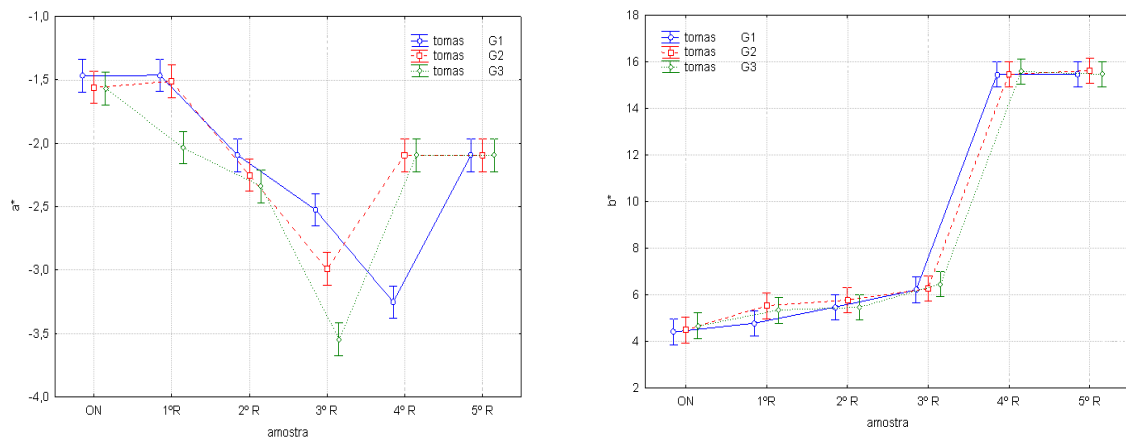 -1,0
-1,5
-2,0
-2,5
-3,0
-3,5
-4,0
a*
ON 1ºR 2º R 3º R 4º R 5º R
amostra
tomas G1
tomas G2
tomas G3
18
16
14
12
10
8
6
4
2
b*
ON 1ºR 2º R 3º R 4º R 5º R
amostra
tomas G1
tomas G2
tomas G3